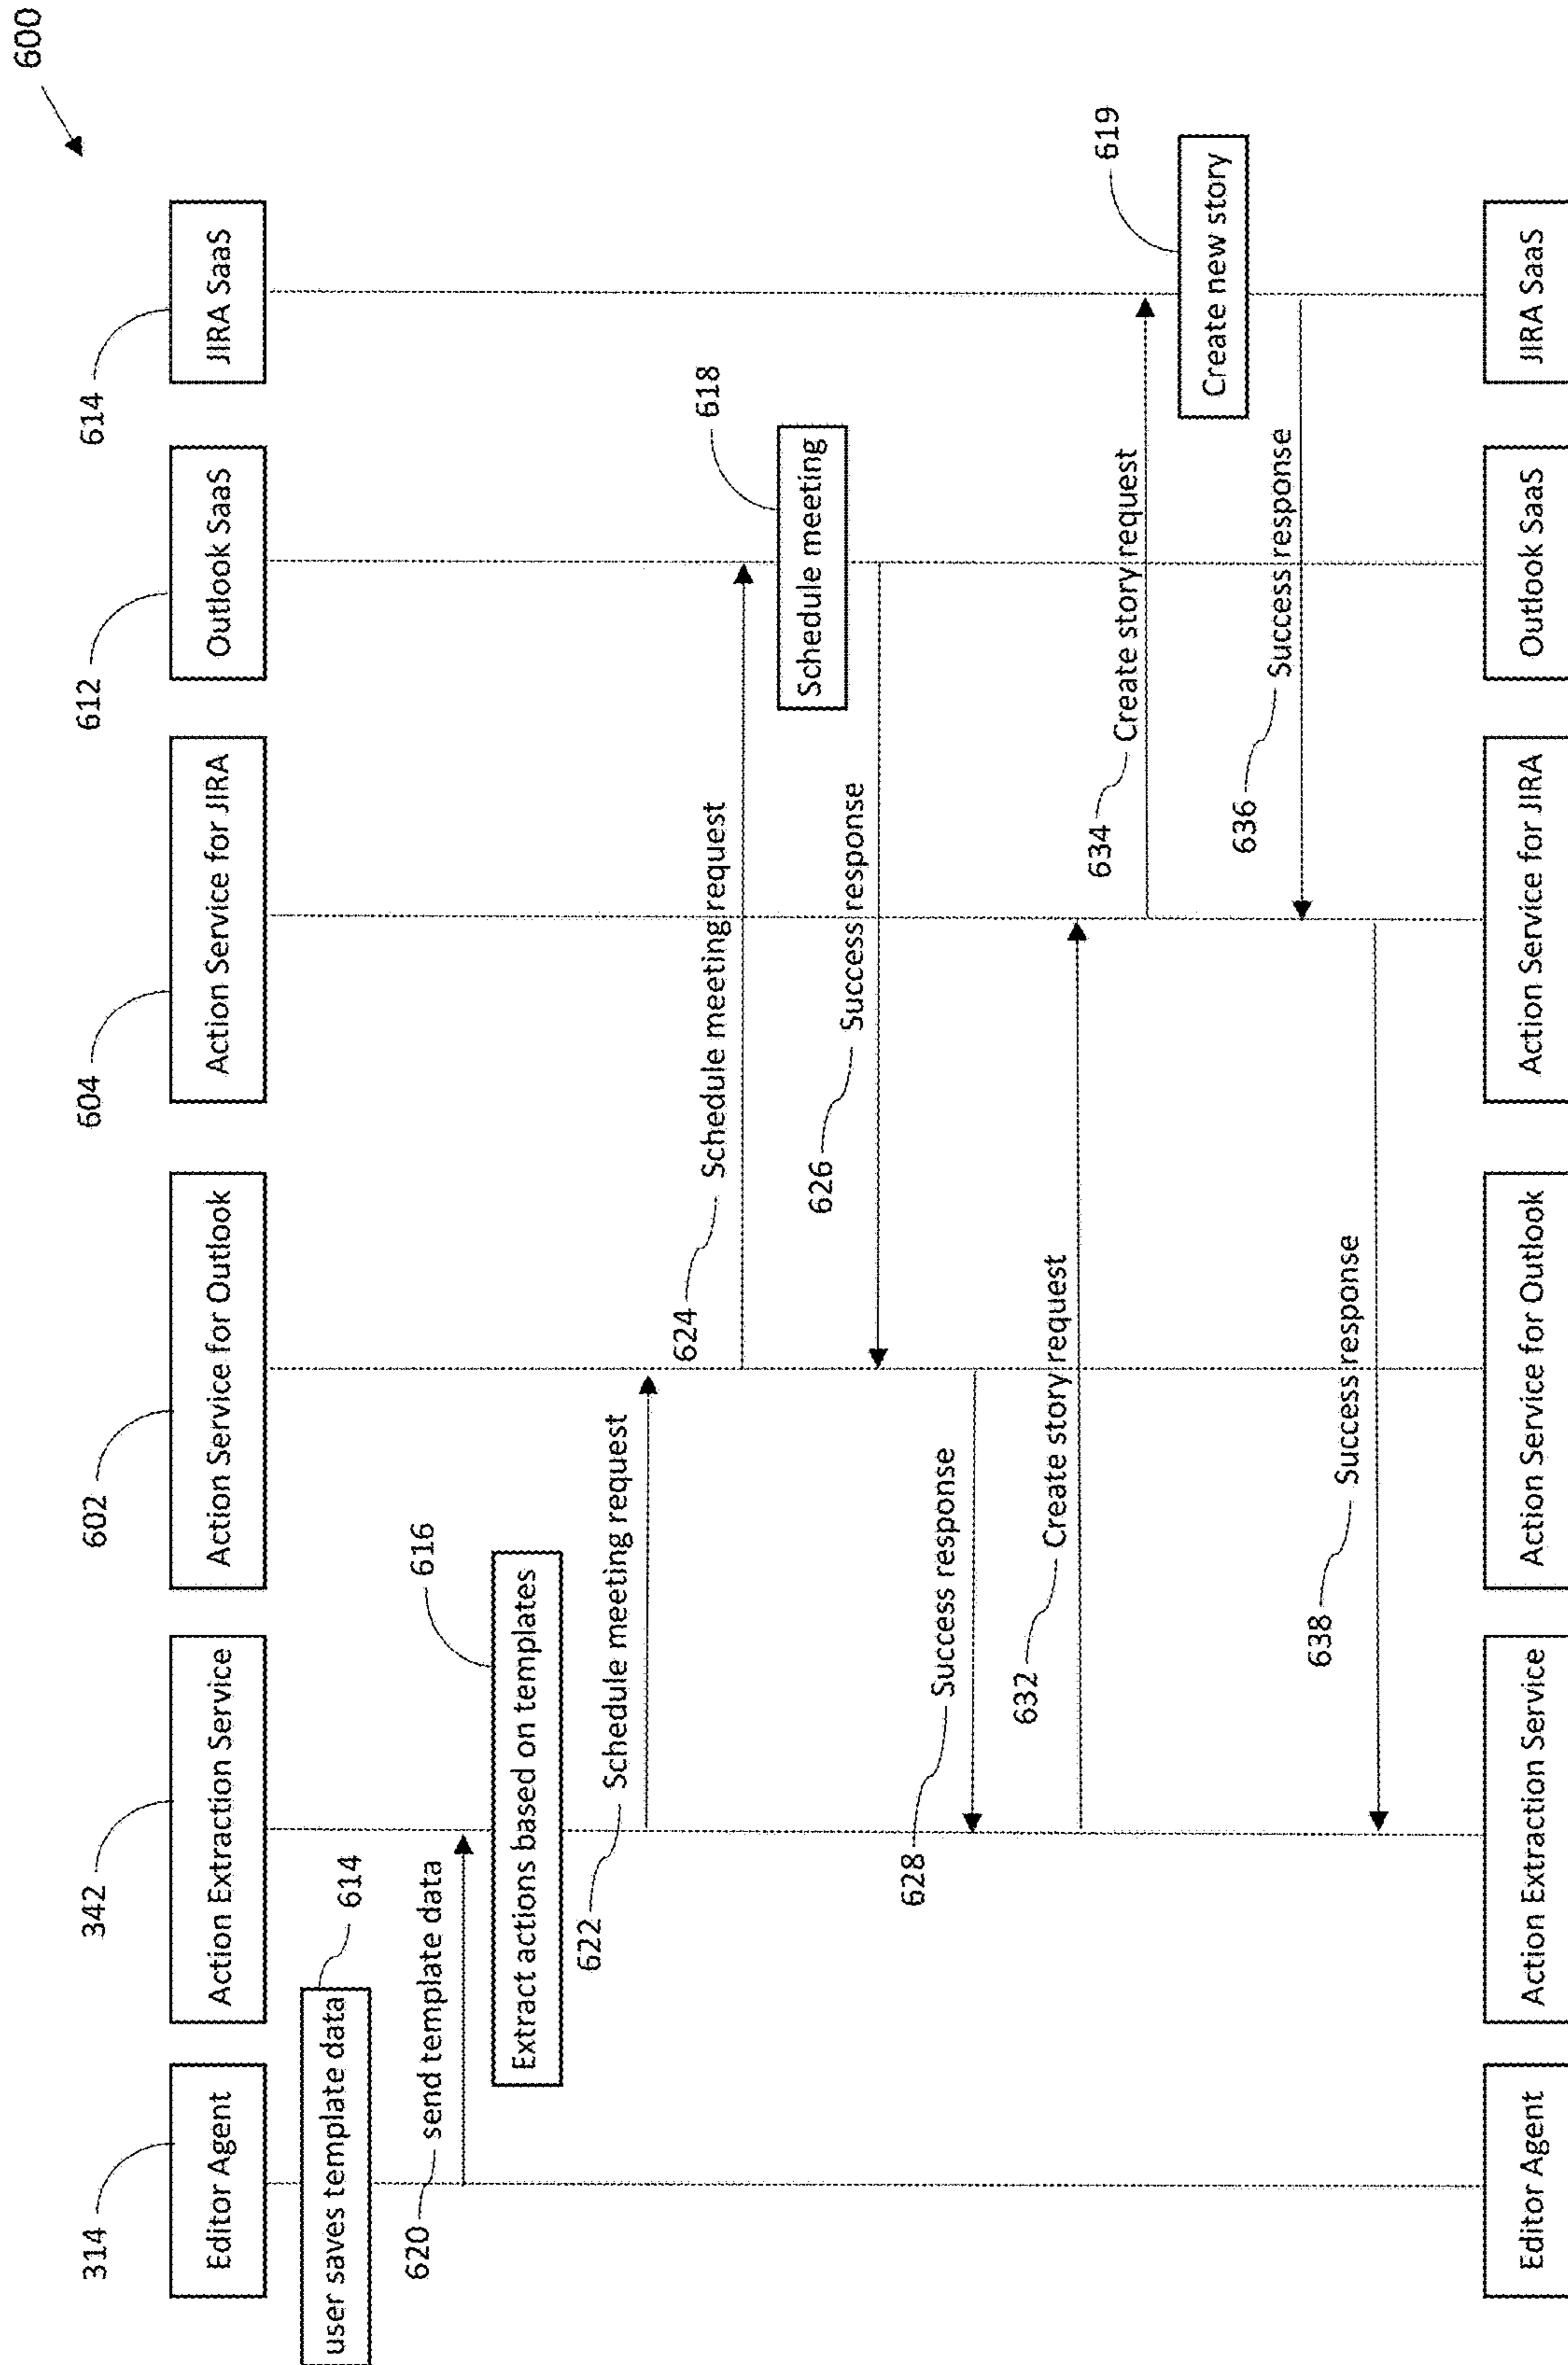 600
314
342
602
604
612
614
Editor Agent
Action Extraction Service
Action Service for Outlook
Action Service for JIRA
Outlook SaaS
JIRA SaaS
user saves template data
614
620
send template data
616
Extract actions based on templates
622
Schedule meeting request
624
Schedule meeting request
618
Schedule meeting
626
Success response
628
Success response
632
Create story request
634
Create story request
619
Create new story
636
Success response
638
Success response
Editor Agent
Action Extraction Service
Action Service for Outlook
Action Service for JIRA
Outlook SaaS
JIRA SaaS